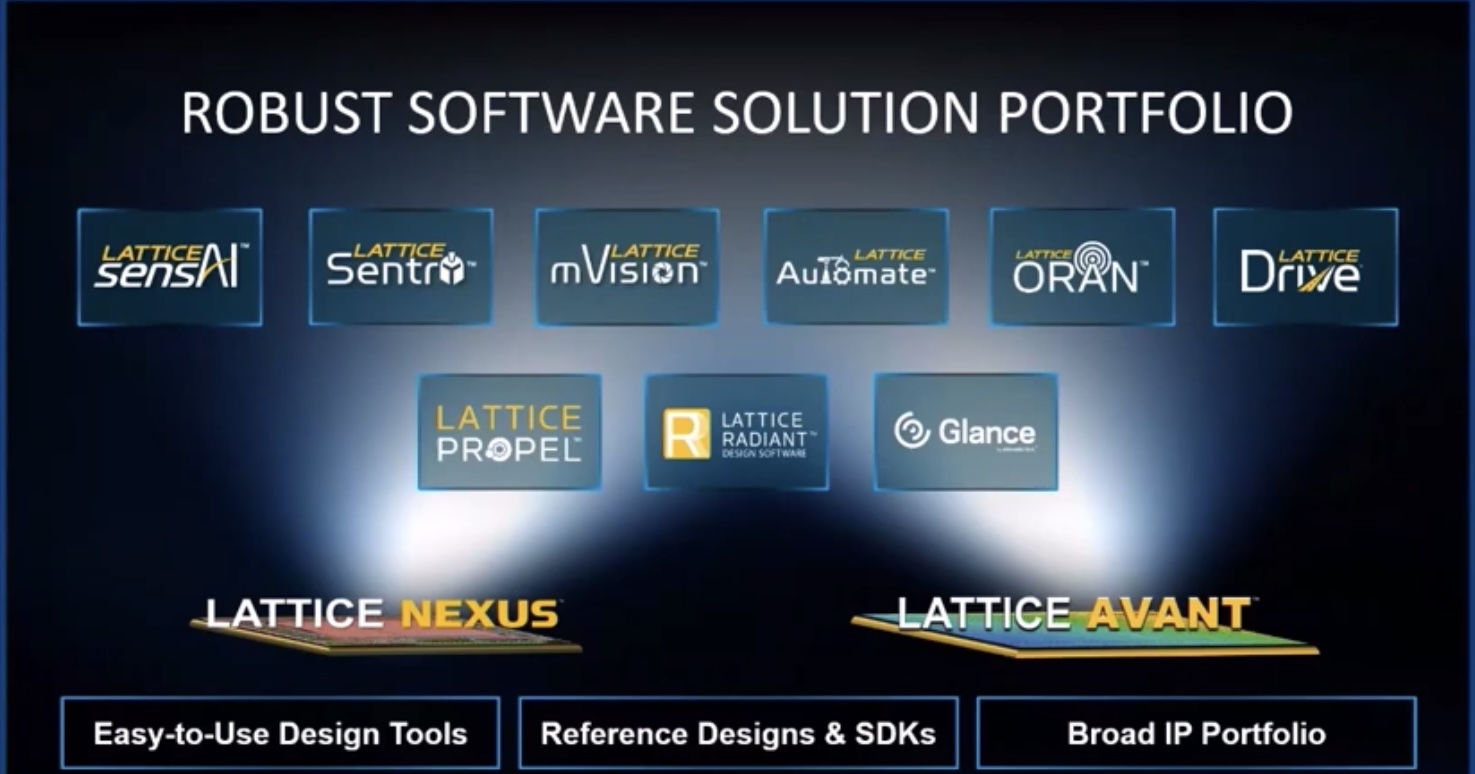 ROBUST SOFTWARE SOLUTION PORTFOLIO
LATTICE
sensAI™
LATTICE
Sentry™
LATTICE
mVision™
LATTICE
Automate™
LATTICE
ORAN™
LATTICE
Drive
LATTICE
PROPEL™
R
LATTICE
RADIANT™
DESIGN SOFTWARE
Glance
LATTICE NEXUS™
LATTICE AVANT™
Easy-to-Use Design Tools
Reference Designs & SDKs
Broad IP Portfolio